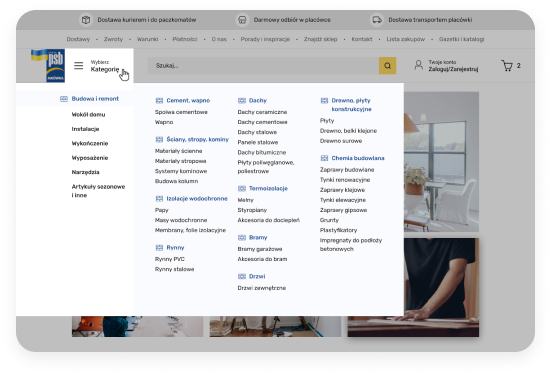 Dostawa kurierem i do paczkomatów
Darmowy odbiór w placówce
Dostawa transportem placówki
Dostawy • Zwroty • Warunki • Płatności • O nas • Porady i inspiracje • Znajdź sklep • Kontakt • Lista zakupów • Gazetki i katalogi
psb
MRÓWKA
Wybierz
Kategorię
Szukaj...
Twoje konto
Zaloguj/Zarejestruj
2
Budowa i remont
Wokół domu
Instalacje
Wykończenie
Wyposażenie
Narzędzia
Artykuły sezonowe
i inne
Cement, wapno
Spoiwa cementowe
Wapno
Ściany, stropy, kominy
Materiały ścienne
Materiały stropowe
Systemy kominowe
Budowa kolumn
Izolacje wodochronne
Papy
Masy wodochronne
Membrany, folie izolacyjne
Rynny
Rynny PVC
Rynny stalowe
Dachy
Dachy ceramiczne
Dachy cementowe
Dachy stalowe
Panele stalowe
Dachy bitumiczne
Płyty poliwęglanowe,
poliestrowe
Termoizolacje
Wełny
Styropiany
Akcesoria do dociepleń
Bramy
Bramy garażowe
Akcesoria do bram
Drzwi
Drzwi zewnętrzne
Drewno, płyty
konstrukcyjne
Płyty
Drewno, belki klejone
Drewno surowe
Chemia budowlana
Zaprawy budowlane
Tynki renowacyjne
Zaprawy klejowe
Tynki elewacyjne
Zaprawy gipsowe
Grunty
Plastyfikatory
Impregnaty do podłoży
betonowych